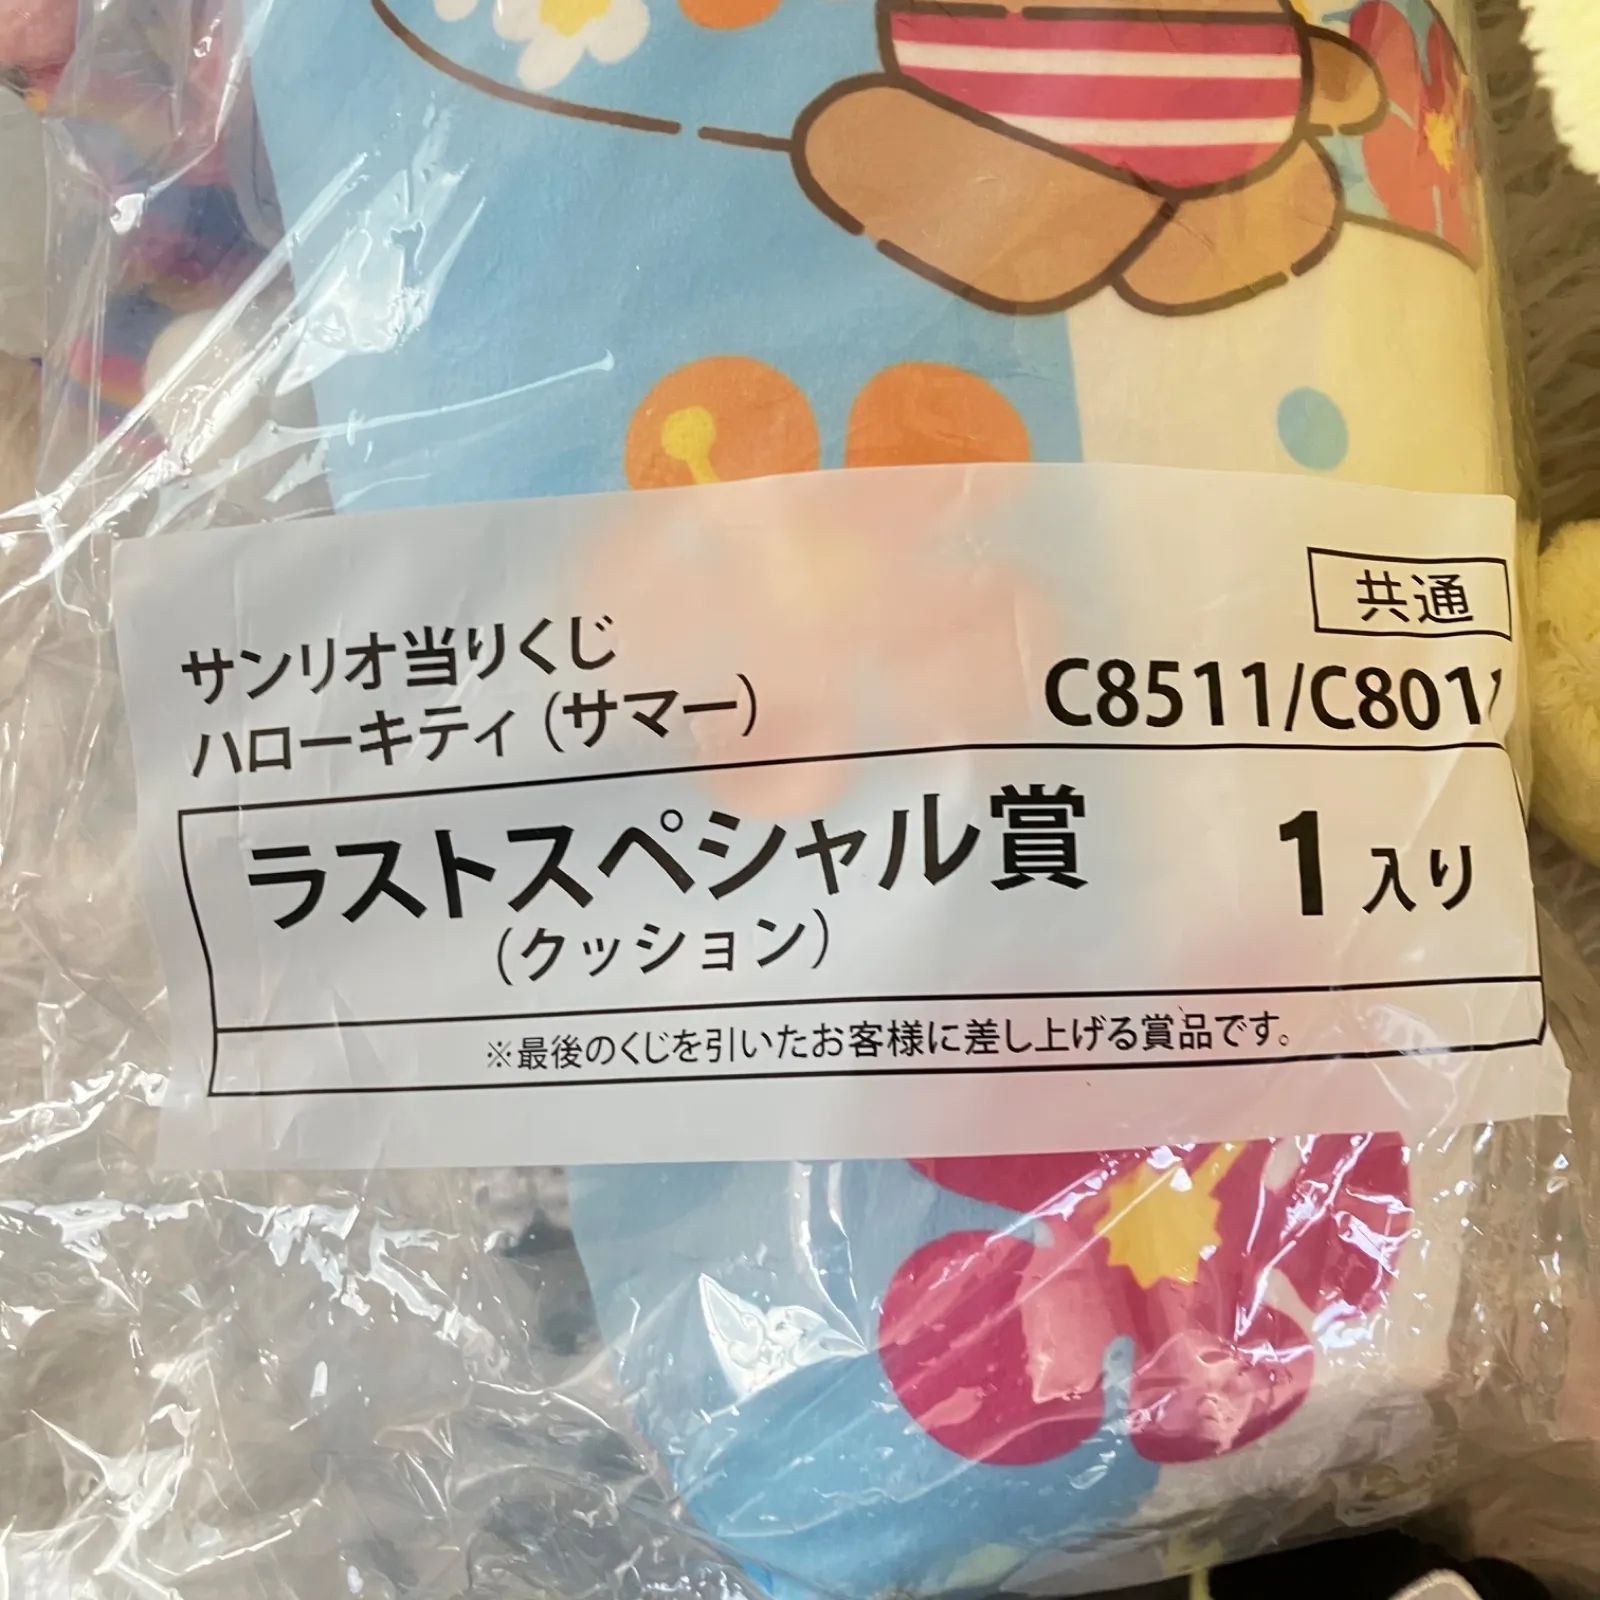 共通
サンリオ当りくじ
ハローキティ(サマー)
C8511/C801
ラストスペシャル賞
(クッション)
1入り
※最後のくじを引いたお客様に差し上げる賞品です。